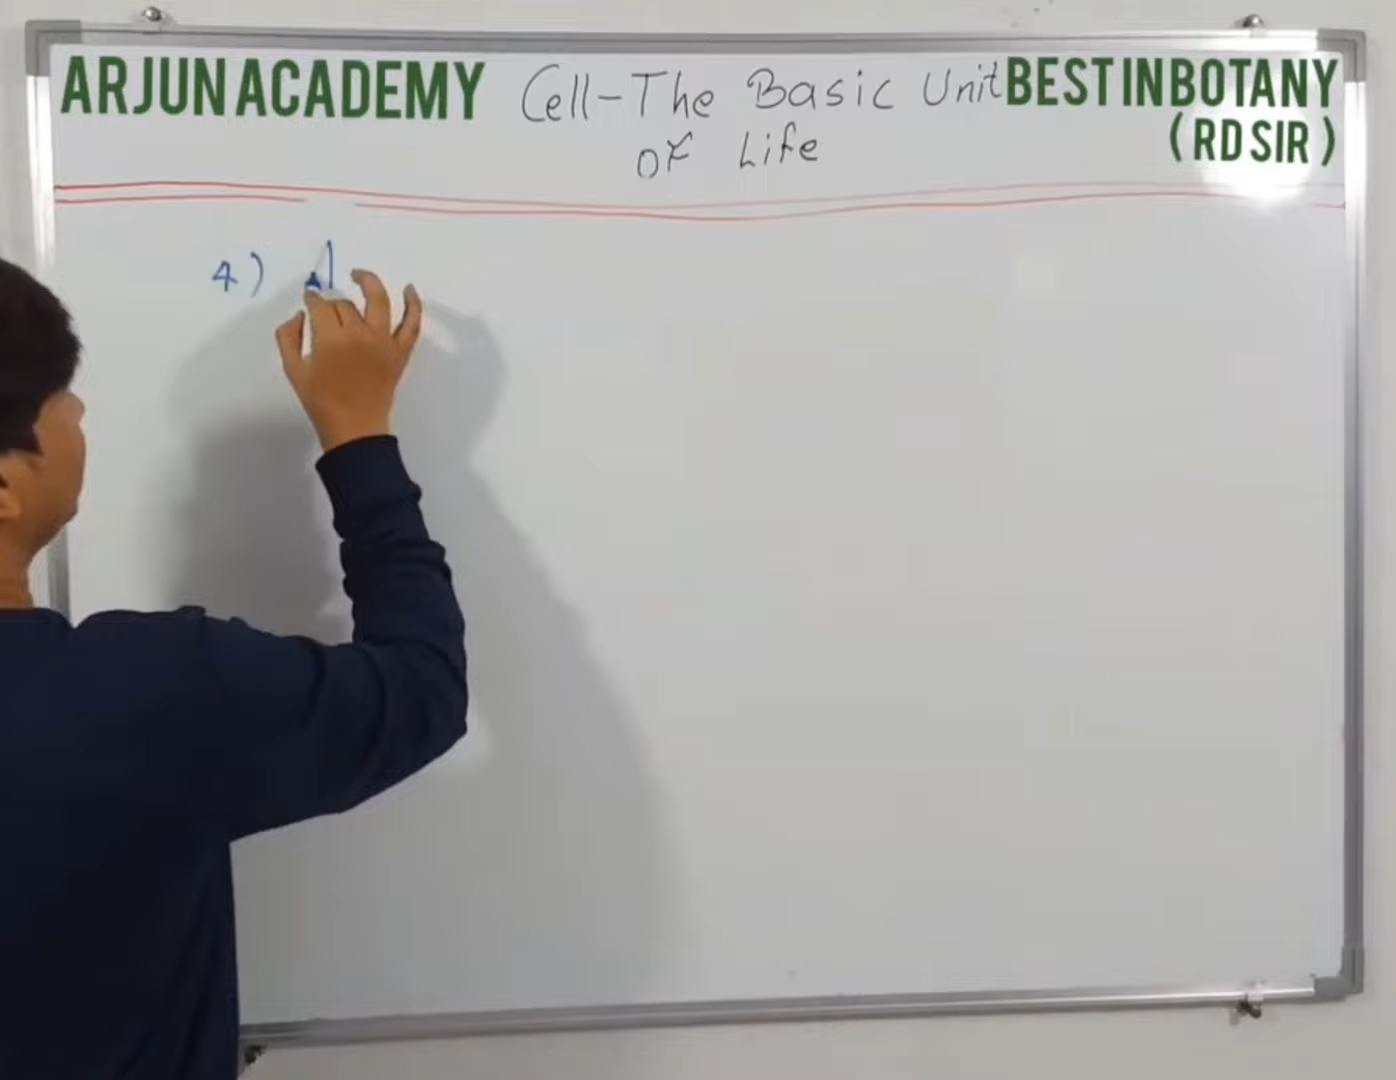 ARJUN ACADEMY
Cell-The Basic Unit
of Life
BEST IN BOTANY
( RD SIR )
4)